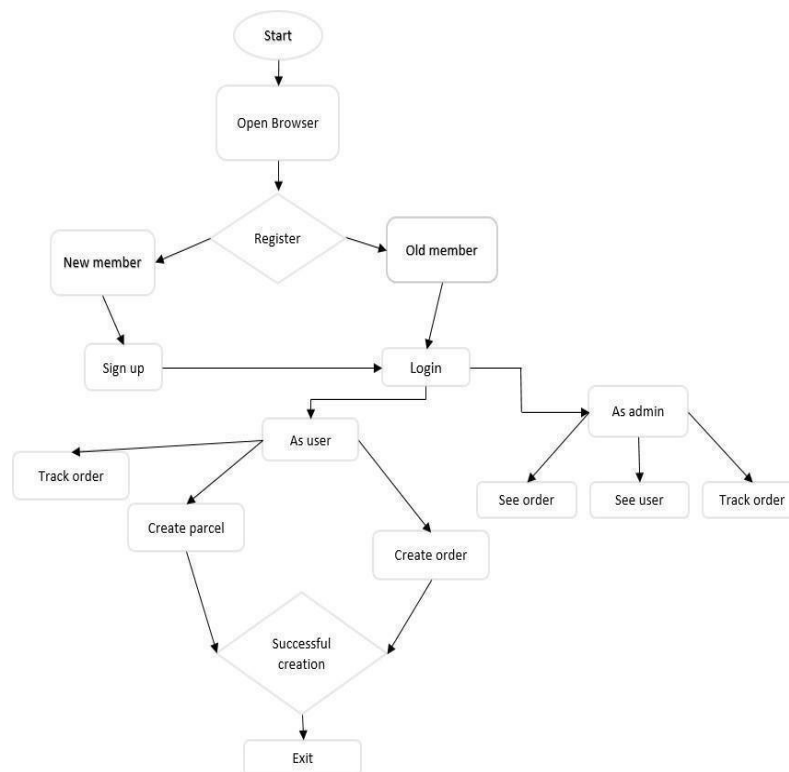 Start
Open Browser
Register
New member
Old member
Sign up
Login
As user
As admin
Track order
Create parcel
Create order
See order
See user
Track order
Successful
creation
Exit